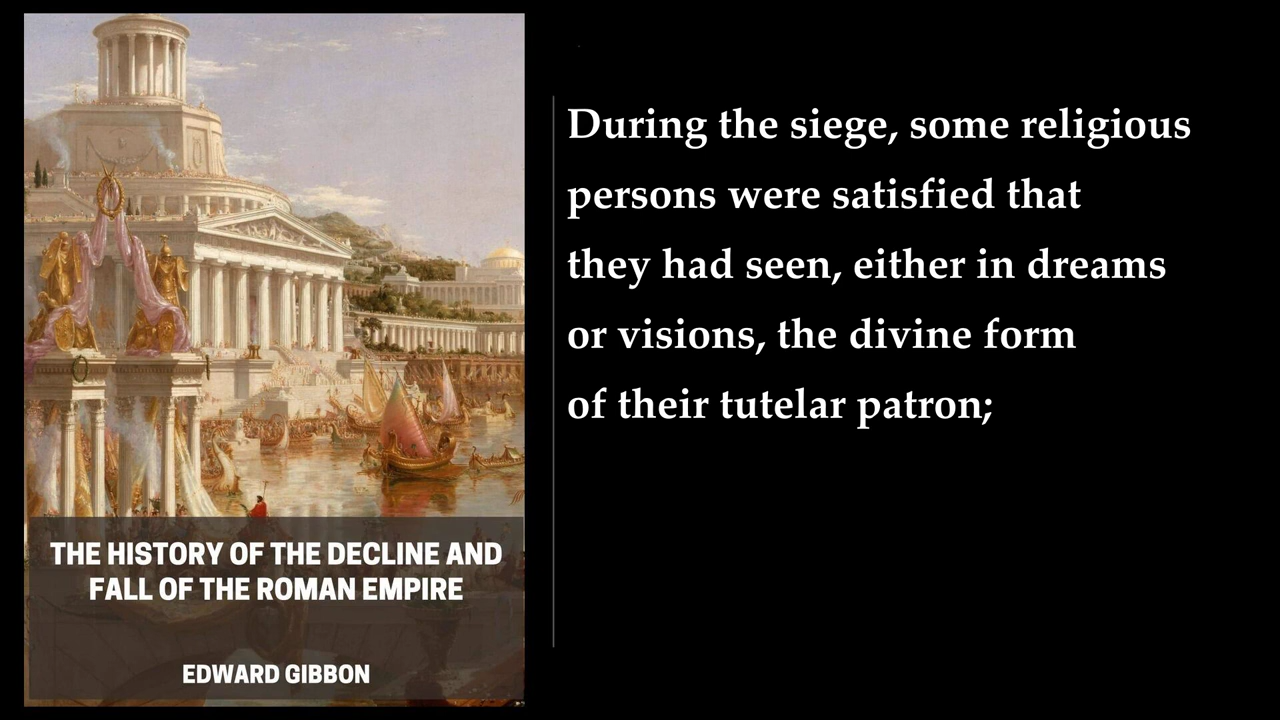 THE HISTORY OF THE DECLINE AND
FALL OF THE ROMAN EMPIRE
EDWARD GIBBON
During the siege, some religious
persons were satisfied that
they had seen, either in dreams
or visions, the divine form
of their tutelar patron;